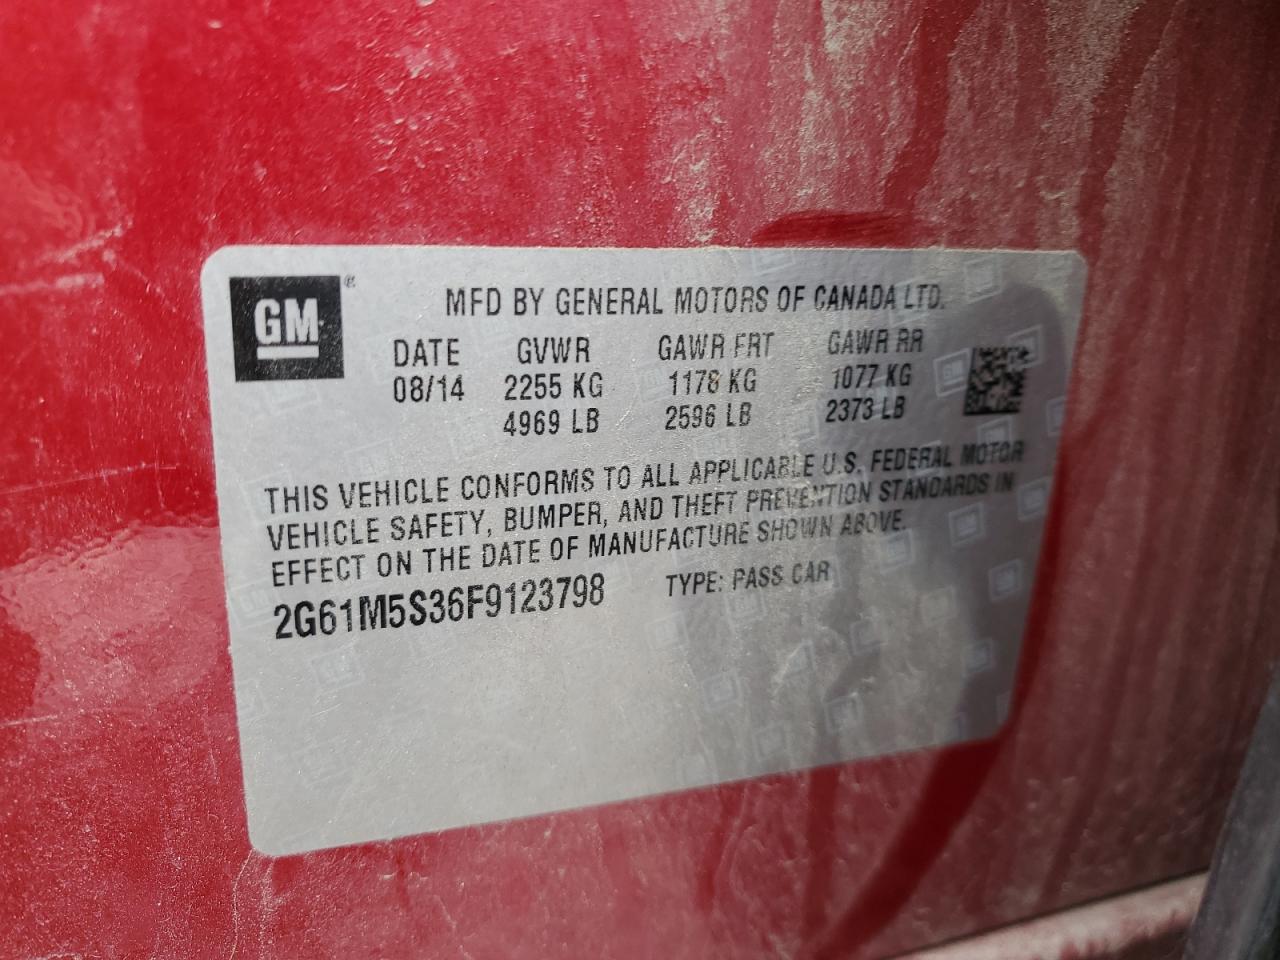 GM®
MFD BY GENERAL MOTORS OF CANADA LTD.
DATE GVWR GAWR FRT GAWR RR
08/14 2255 KG 1178 KG 1077 KG
4969 LB 2596 LB 2373 LB
THIS VEHICLE CONFORMS TO ALL APPLICABLE U.S. FEDERAL MOTOR
VEHICLE SAFETY, BUMPER, AND THEFT PREVENTION STANDARDS IN
EFFECT ON THE DATE OF MANUFACTURE SHOWN ABOVE.
2G61M5S36F9123798 TYPE: PASS CAR